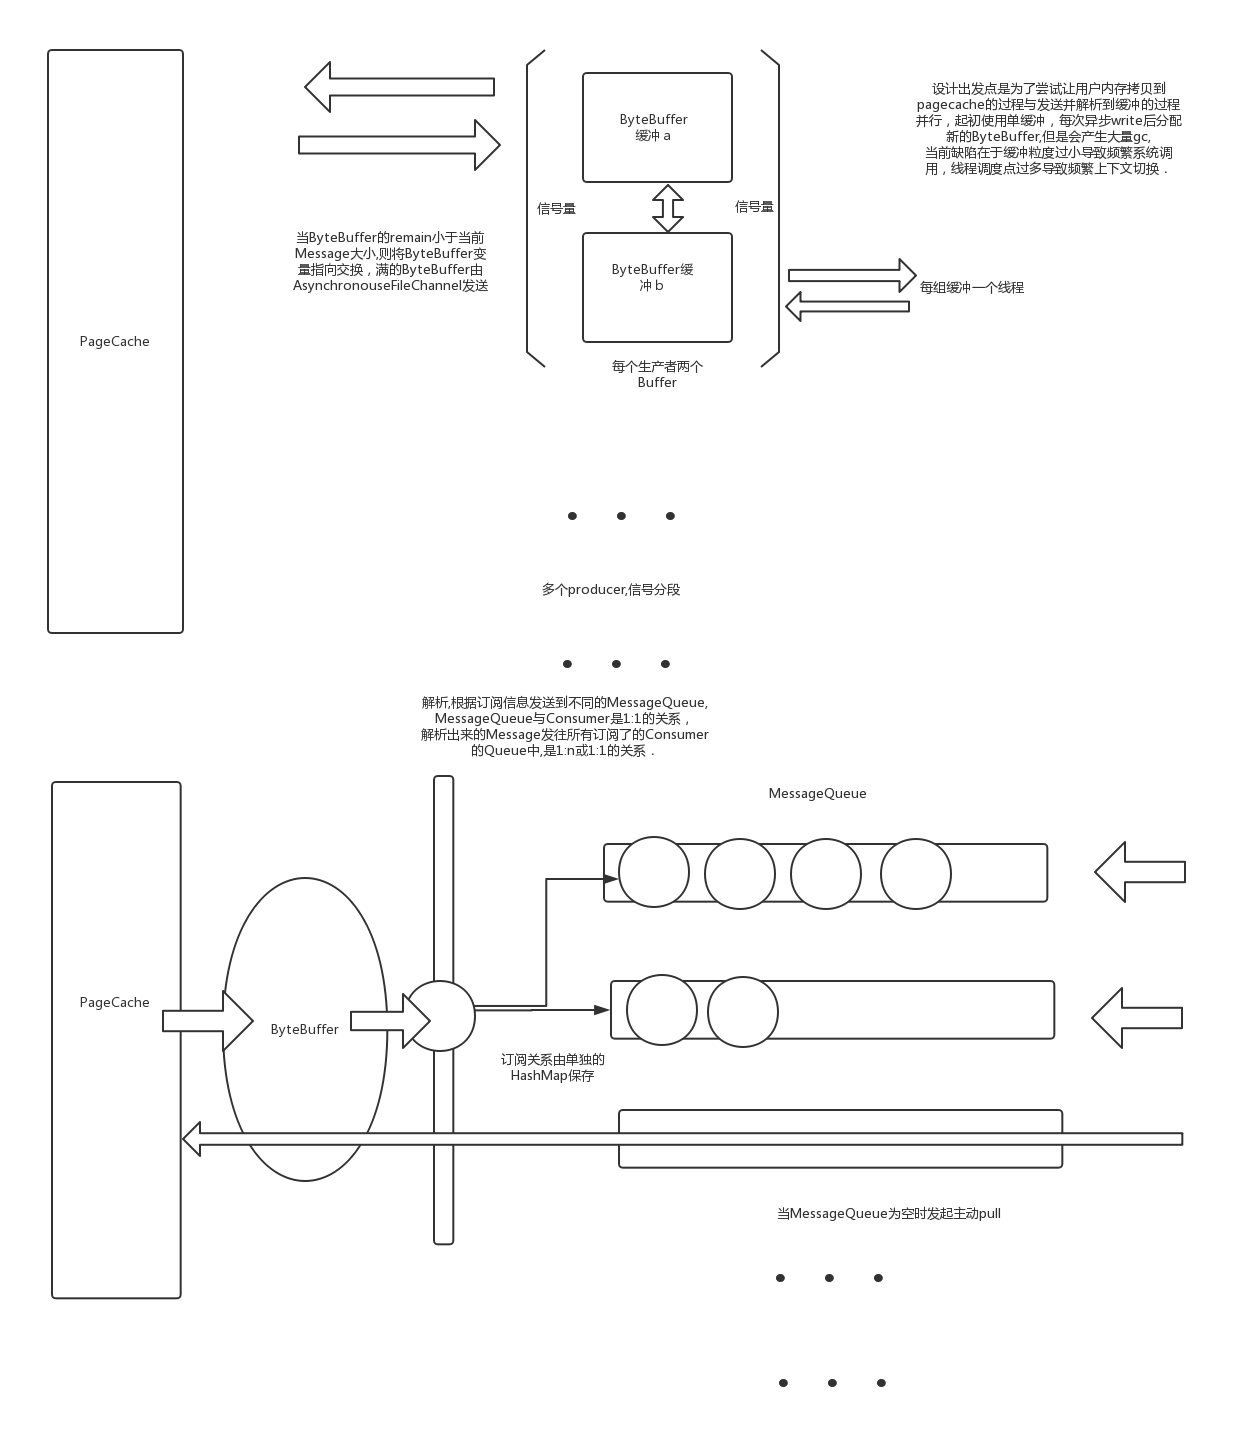 设计出发点是为了尝试让用户内存拷贝到
pagecache的过程与发送并解析到缓冲的过程
并行，起初使用单缓冲，每次异步write后分配
新的ByteBuffer,但是会产生大量gc,
当前缺陷在于缓冲粒度过小导致频繁系统调
用，线程调度点过多导致频繁上下文切换．
ByteBuffer
缓冲 a
信号量
信号量
当ByteBuffer的remain小于当前
Message大小,则将ByteBuffer变
量指向交换，满的ByteBuffer由
AsynchronouseFileChannel发送
ByteBuffer缓
冲 b
每组缓冲一个线程
PageCache
每个生产者两个
Buffer
多个producer,信号分段
解析,根据订阅信息发送到不同的MessageQueue,
MessageQueue与Consumer是1:1的关系，
解析出来的Message发往所有订阅了的Consumer
的Queue中,是1:n或1:1的关系．
MessageQueue
PageCache
ByteBuffer
订阅关系由单独的
HashMap保存
当MessageQueue为空时发起主动pull